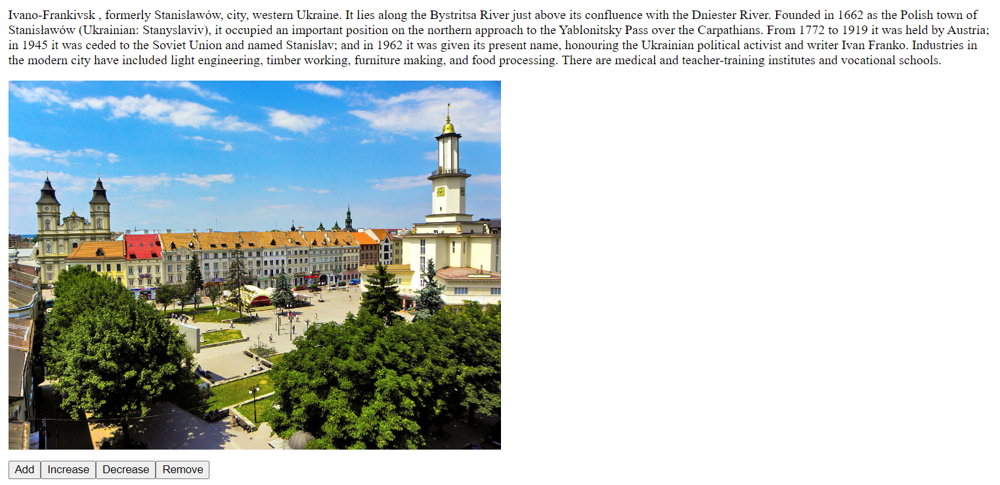 Ivano-Frankivsk , formerly Stanisławów, city, western Ukraine. It lies along the Bystritsa River just above its confluence with the Dniester River. Founded in 1662 as the Polish town of
Stanisławów (Ukrainian: Stanyslaviv), it occupied an important position on the northern approach to the Yablonitsky Pass over the Carpathians. From 1772 to 1919 it was held by Austria;
in 1945 it was ceded to the Soviet Union and named Stanislav; and in 1962 it was given its present name, honouring the Ukrainian political activist and writer Ivan Franko. Industries in
the modern city have included light engineering, timber working, furniture making, and food processing. There are medical and teacher-training institutes and vocational schools.
Add Increase Decrease Remove